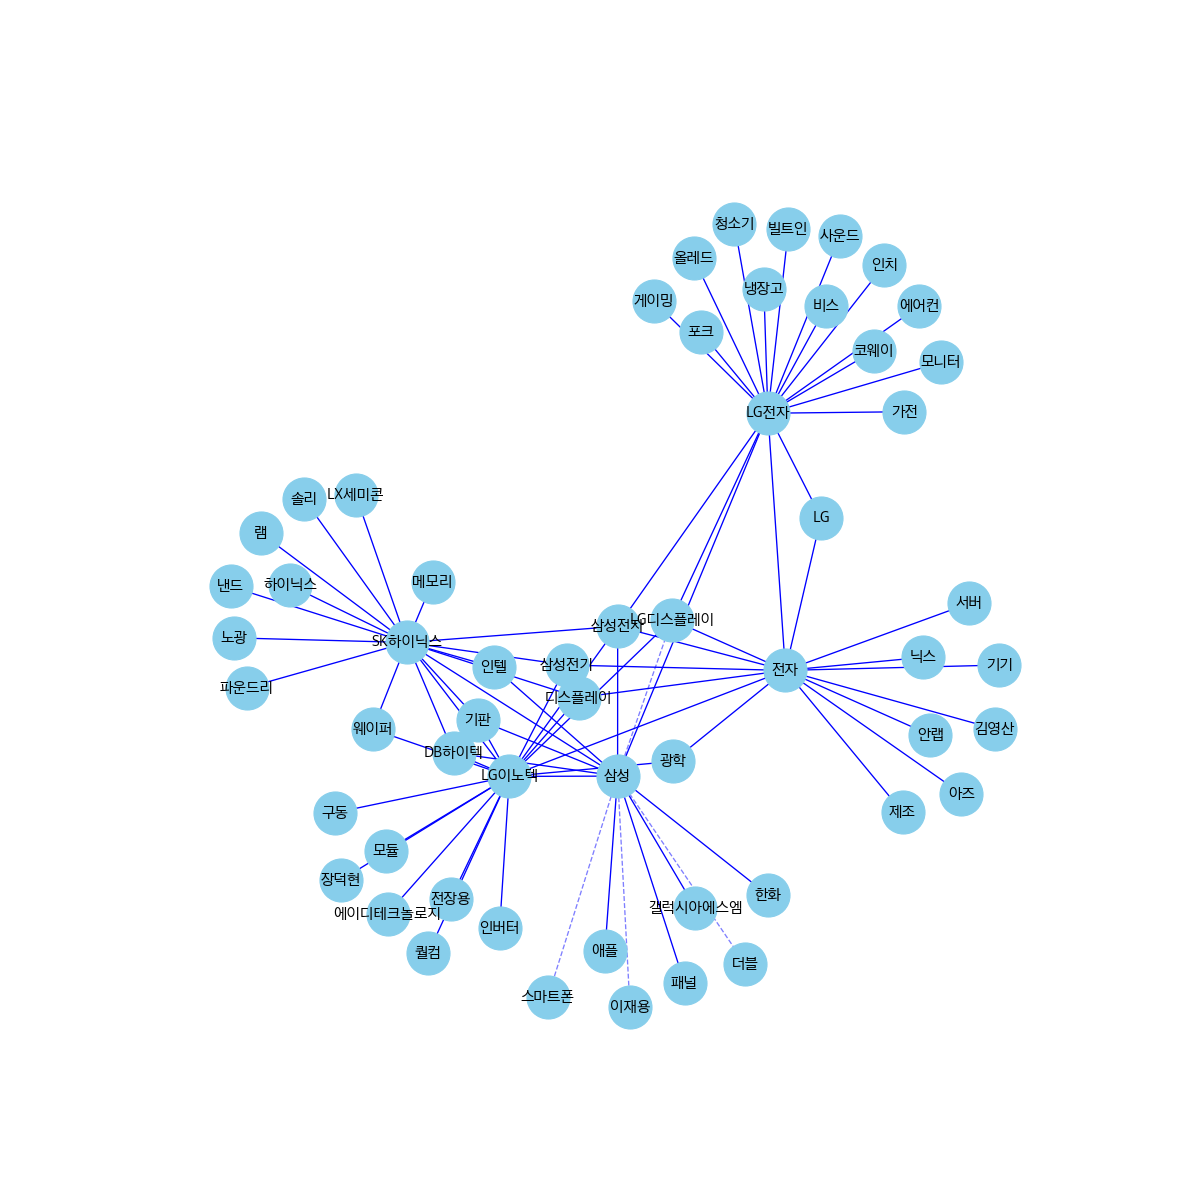 청소기
빌트인
사운드
올레드
인치
냉장고
게이밍
비스
에어컨
포크
코웨이
모니터
LG전자
가전
LX세미콘
솔리
LG
램
메모리
하이닉스
낸드
서버
LG디스플레이
삼성전자
노광
SK하이닉스
닉스
기기
삼성전기
인텔
전자
파운드리
디스플레이
기판
웨이퍼
김영산
안랩
DB하이텍
광학
LG이노텍
삼성
아즈
구동
제조
모듈
장덕현
한화
전장용
갤럭시아에스엠
에이디테크놀로지
인버터
퀄컴
애플
더블
패널
스마트폰
이재용